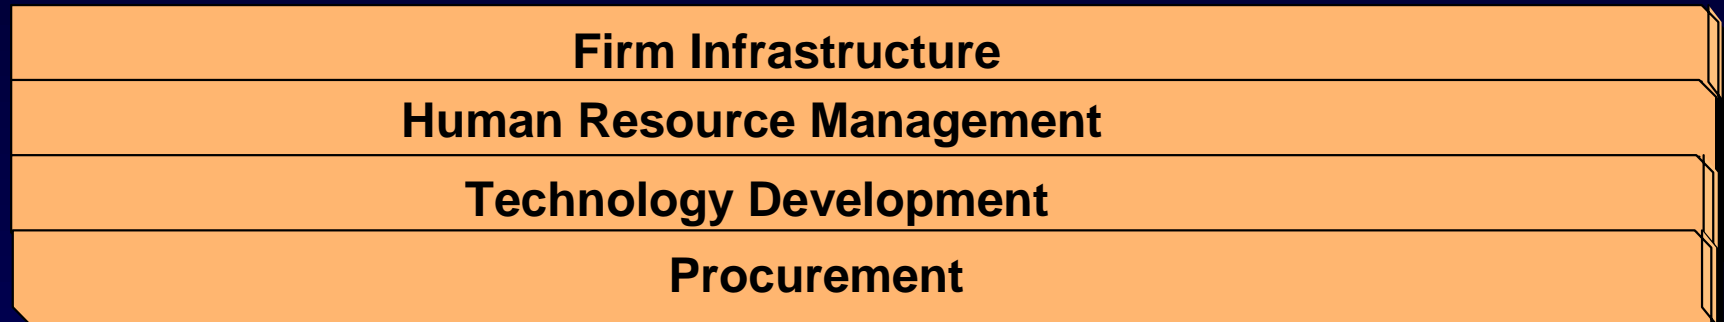 Firm Infrastructure
Human Resource Management
Technology Development
Procurement